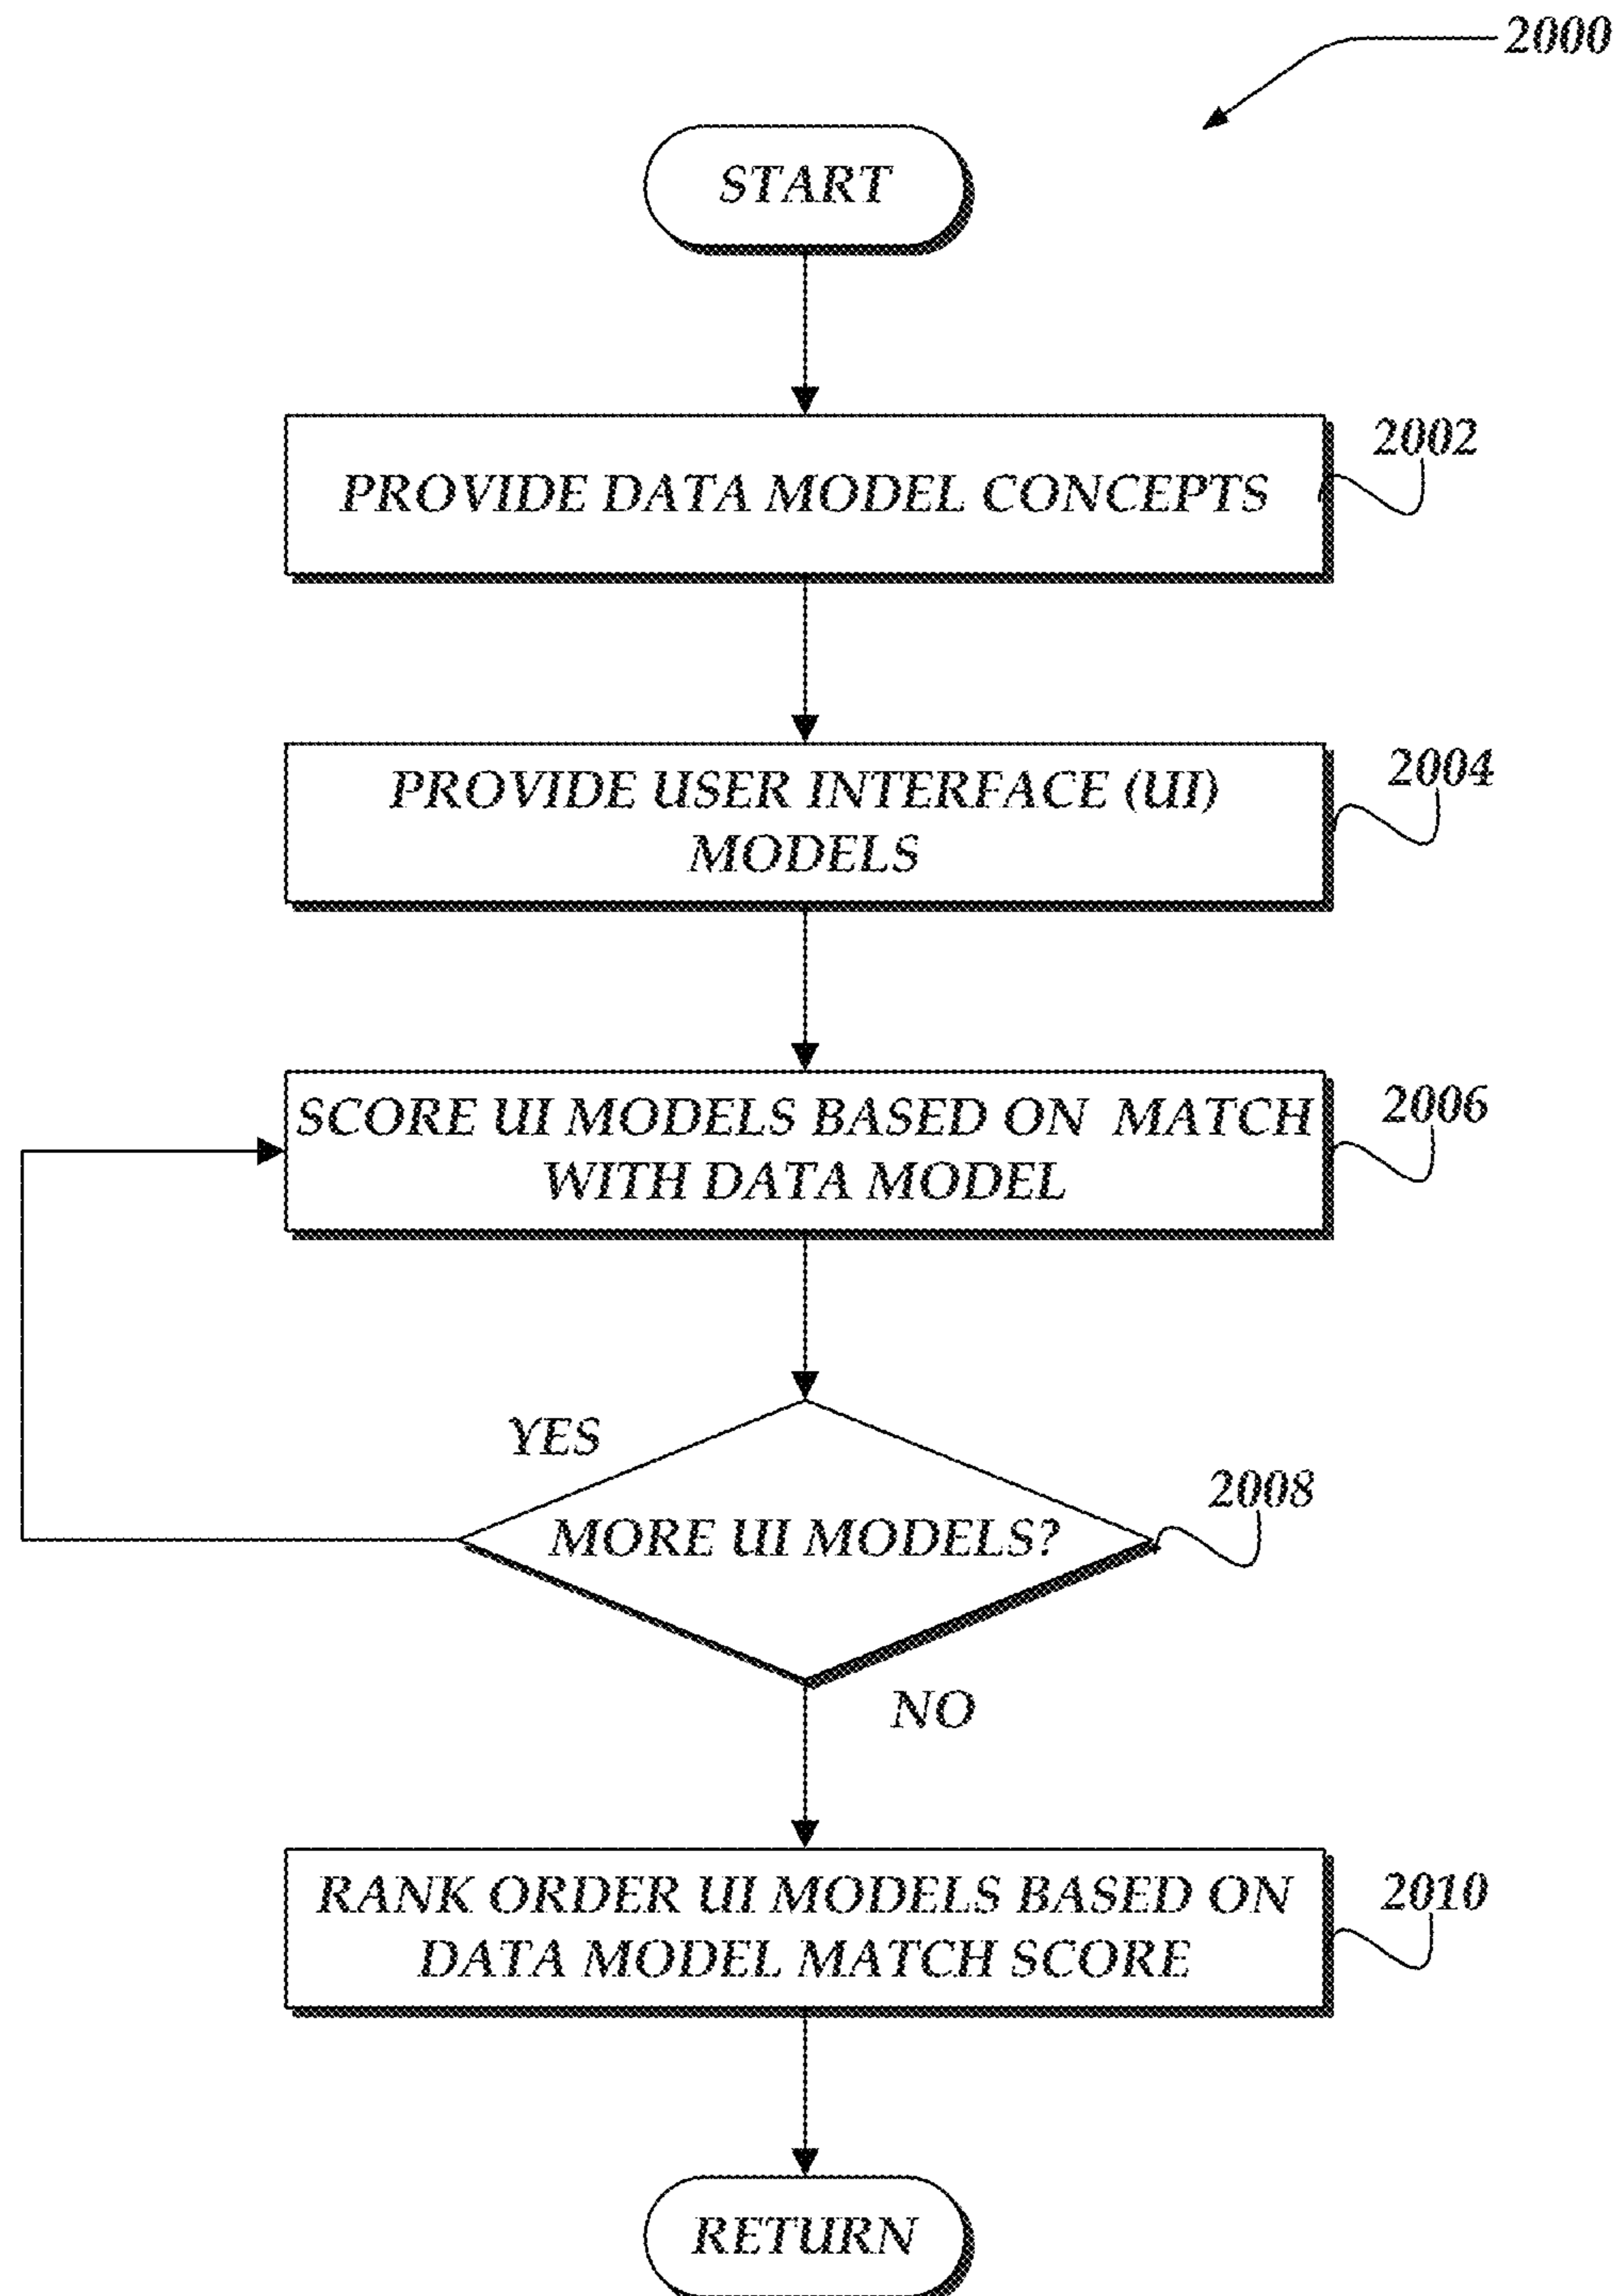 2000
START
PROVIDE DATA MODEL CONCEPTS
2002
PROVIDE USER INTERFACE (UI)
MODELS
2004
SCORE UI MODELS BASED ON MATCH
WITH DATA MODEL
2006
YES
MORE UI MODELS?
2008
NO
RANK ORDER UI MODELS BASED ON
DATA MODEL MATCH SCORE
2010
RETURN